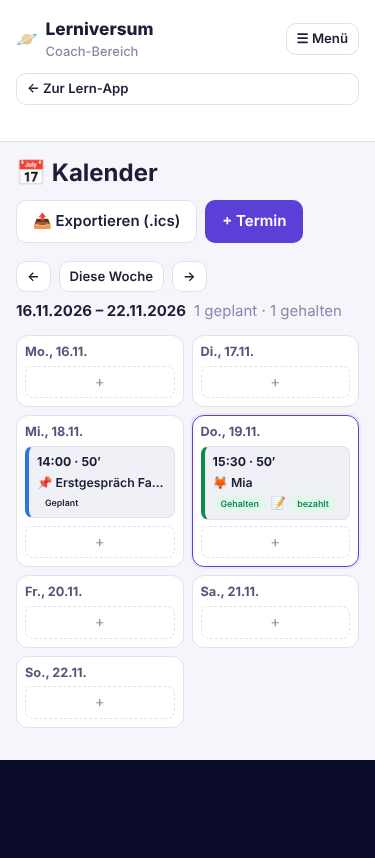 Lerniversum
Coach-Bereich
☰ Menü
← Zur Lern-App
📅 Kalender
📤 Exportieren (.ics)
+ Termin
←
Diese Woche
→
16.11.2026 – 22.11.2026 1 geplant · 1 gehalten
Mo., 16.11.
+
Di., 17.11.
+
Mi., 18.11.
14:00 · 50′
📌 Erstgespräch Fa…
Geplant
+
Do., 19.11.
15:30 · 50′
🦊 Mia
Gehalten 📝 bezahlt
+
Fr., 20.11.
+
Sa., 21.11.
+
So., 22.11.
+